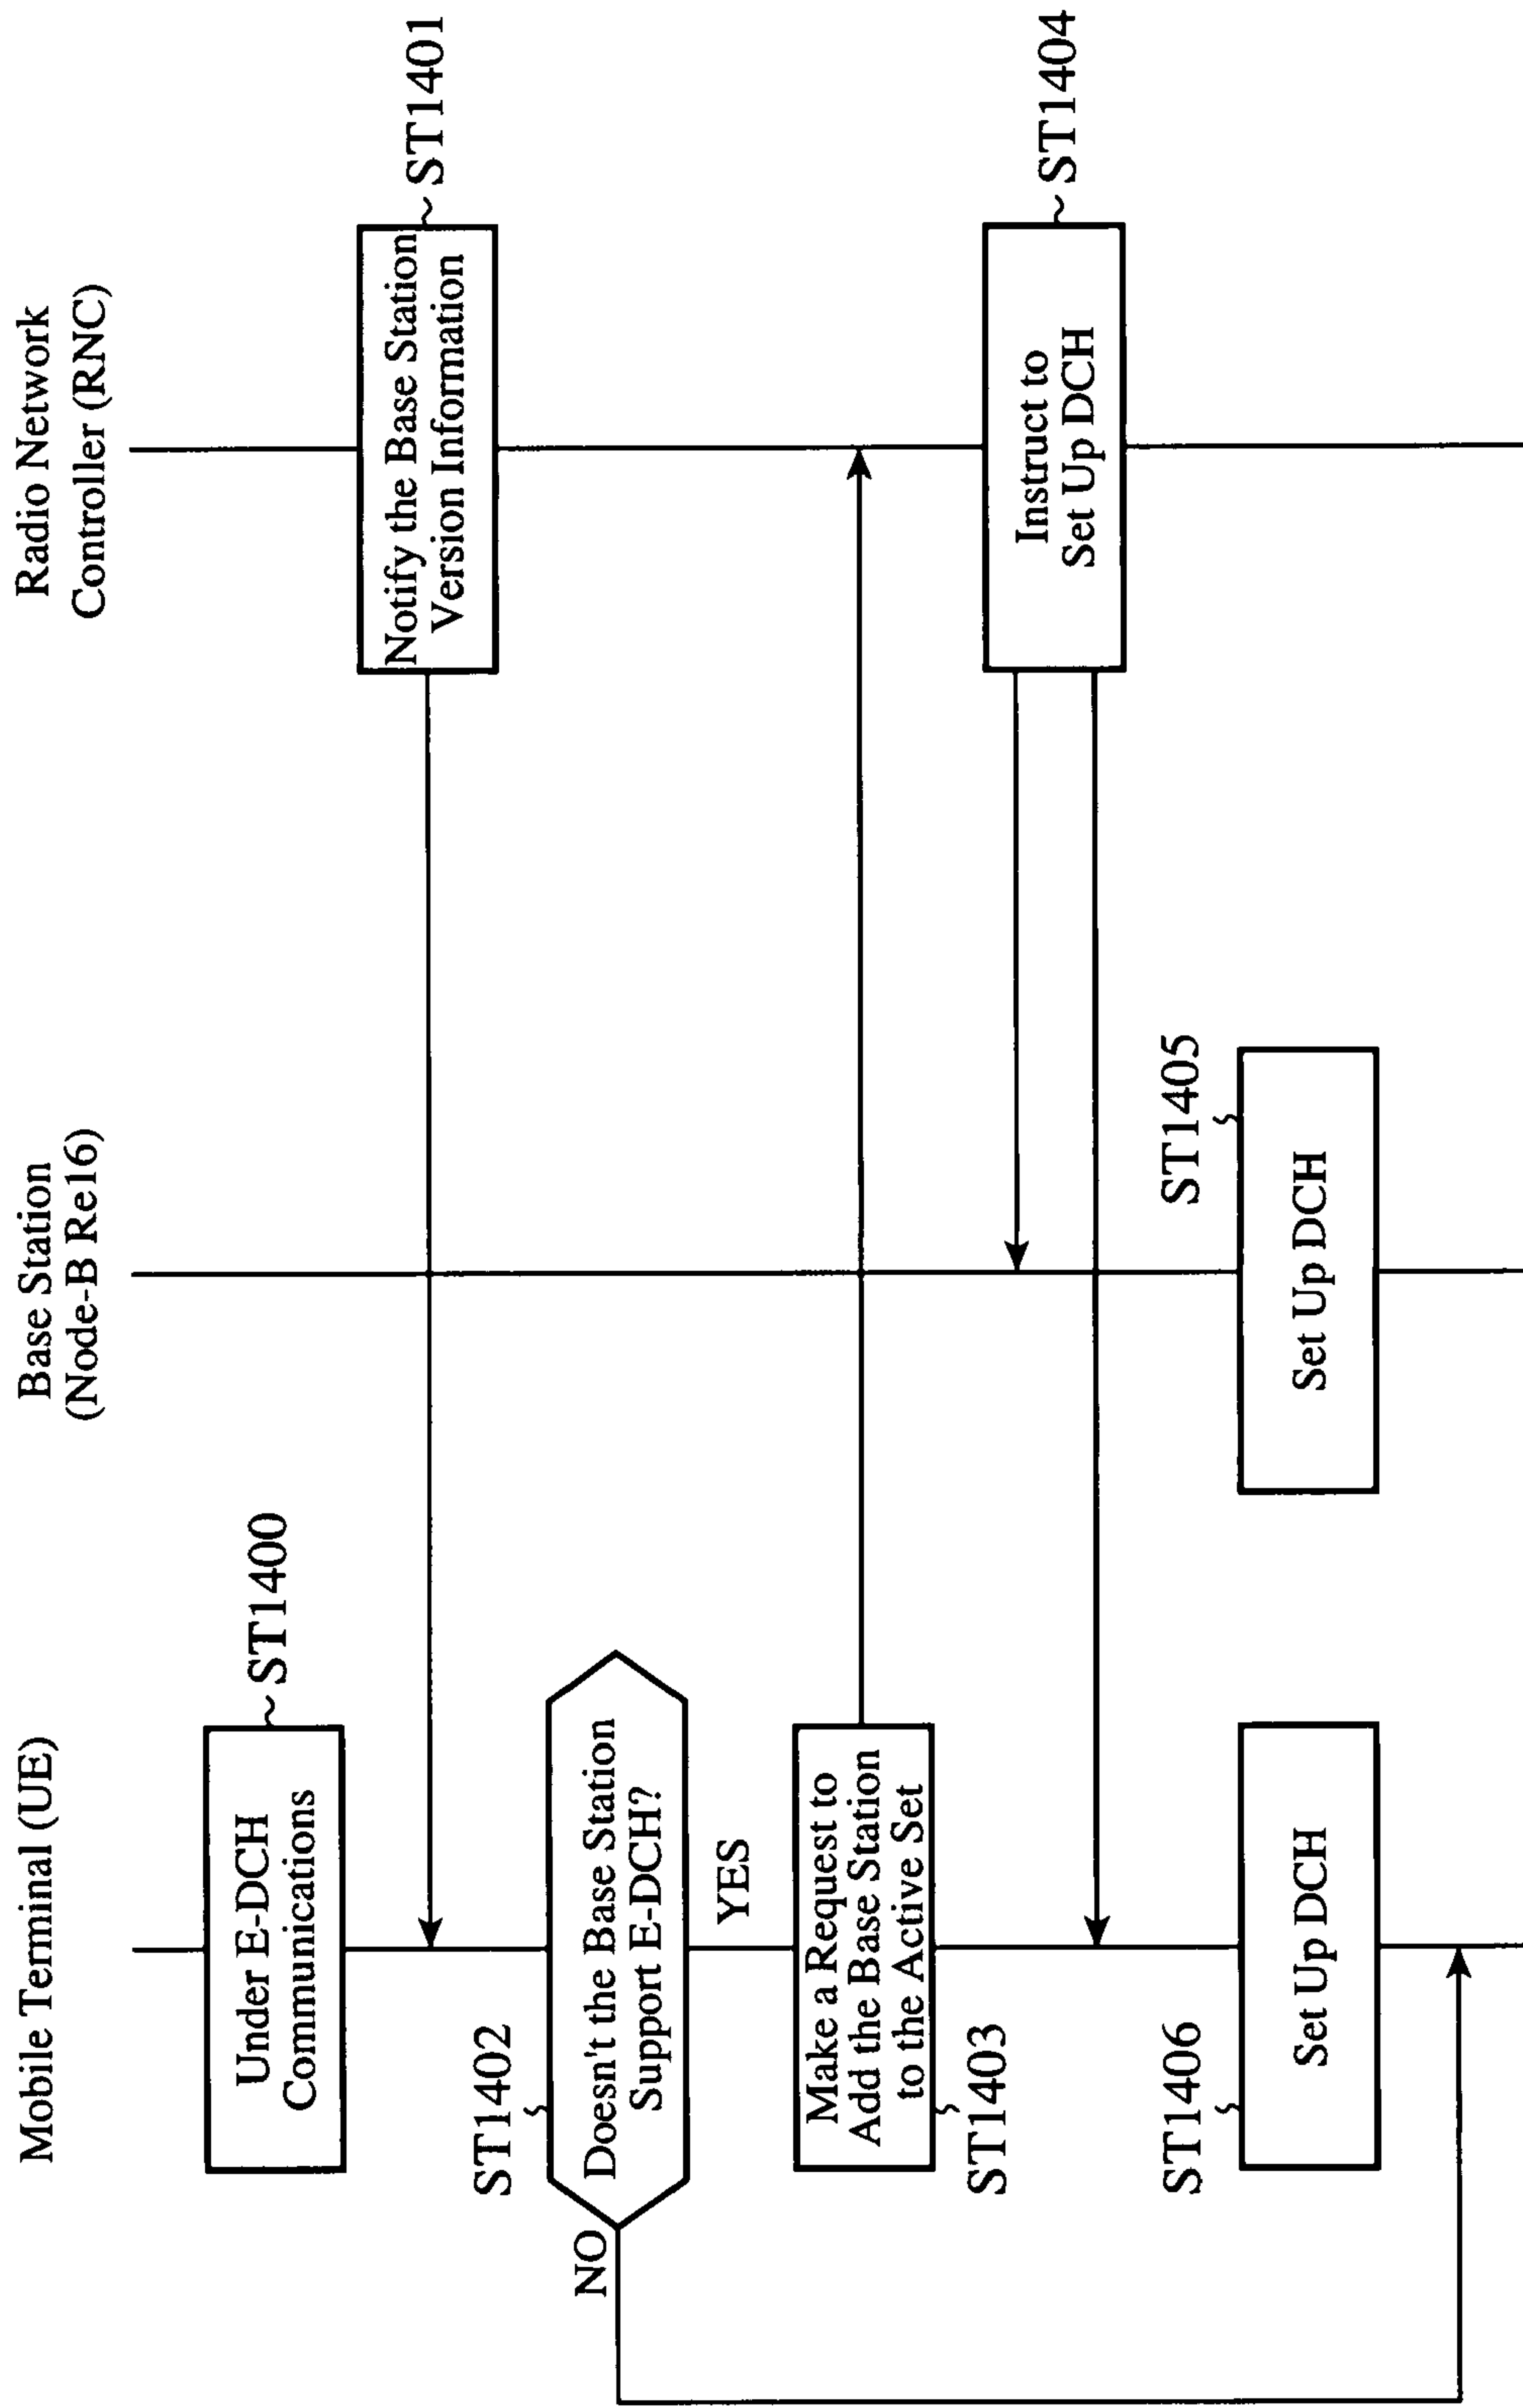 Mobile Terminal (UE)
Base Station
(Node-B Re16)
Radio Network
Controller (RNC)
Under E-DCH
Communications
ST1400
Notify the Base Station
Version Information
ST1401
ST1402
Doesn't the Base Station
Support E-DCH?
NO
YES
Make a Request to
Add the Base Station
to the Active Set
ST1403
Instruct to
Set Up DCH
ST1404
ST1405
Set Up DCH
ST1406
Set Up DCH